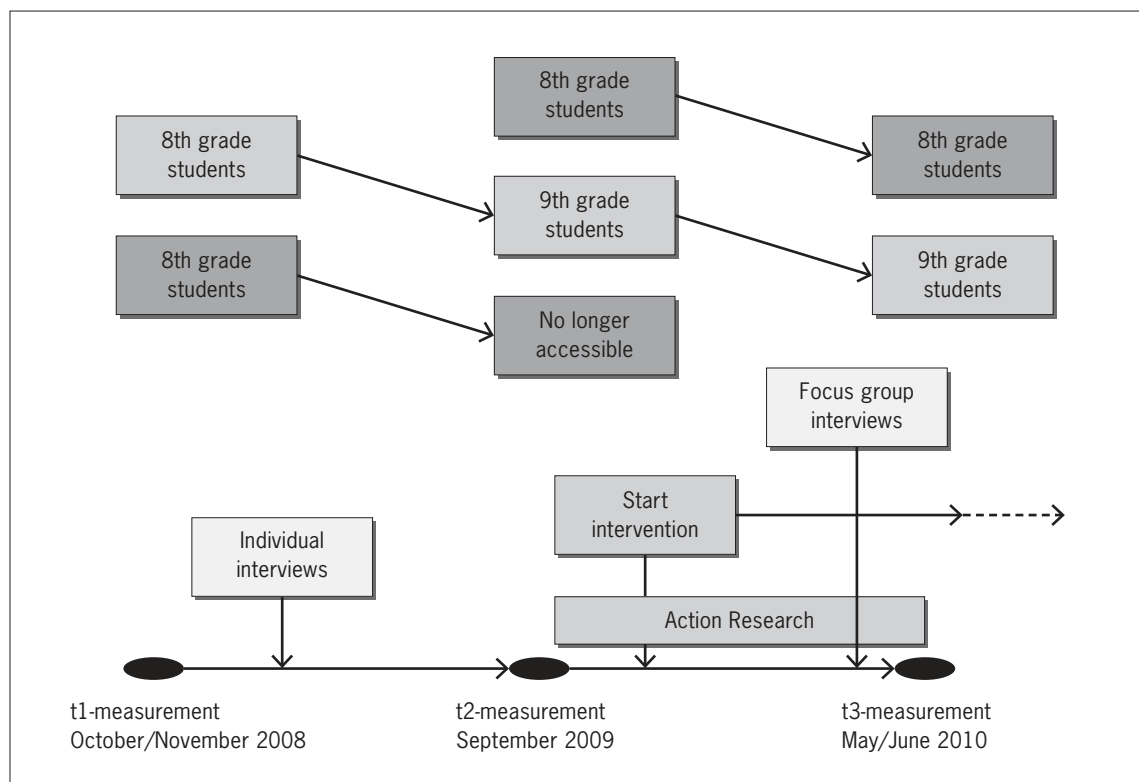 8th grade
students
8th grade
students
8th grade
students
9th grade
students
8th grade
students
9th grade
students
No longer
accessible
Focus group
interviews
Start
intervention
Individual
interviews
Action Research
t1-measurement
October/November 2008
t2-measurement
September 2009
t3-measurement
May/June 2010